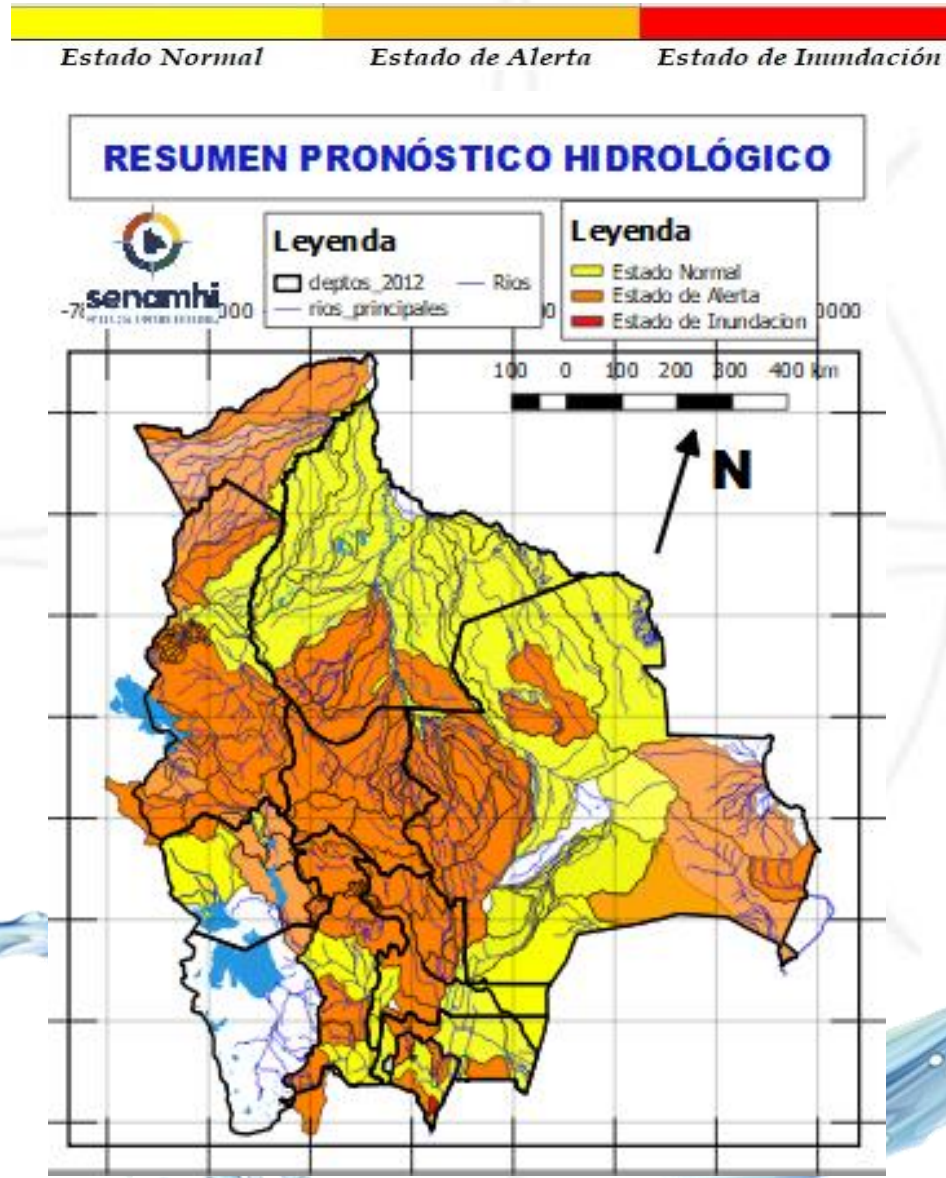 Estado Normal Estado de Alerta Estado de Inundación
RESUMEN PRONÓSTICO HIDROLÓGICO
senamhi
Leyenda
deptos_2012 Rios
rios_principales
Leyenda
Estado Normal
Estado de Alerta
Estado de Inundacion
100 0 100 200 300 400 km
N